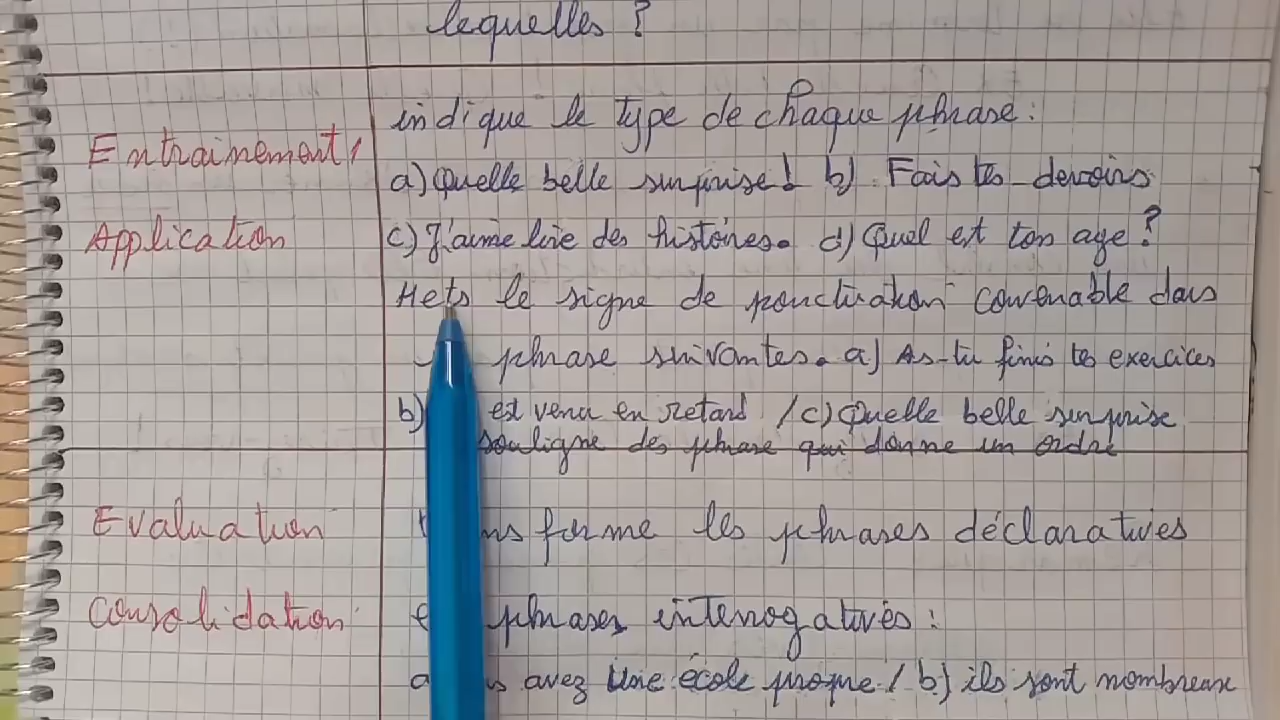 lequelles ?
indique le type de chaque phrase :
Entrainement/
a) Quelle belle surprise ! b) Fais tes devoirs
Application
c) J'aime lire des histoires. d) Quel est ton age ?
Mets le signe de ponctuation convenable dans
phrase suivantes. a) As-tu finis tes exercices
b) est venu en retard / c) Quelle belle surprise
souligne des phrase qui donne un ordre
Evaluation
forme les phrases déclaratives
Consolidation
phrases interrogatives :
avez une école propre / b) ils sont nombreux